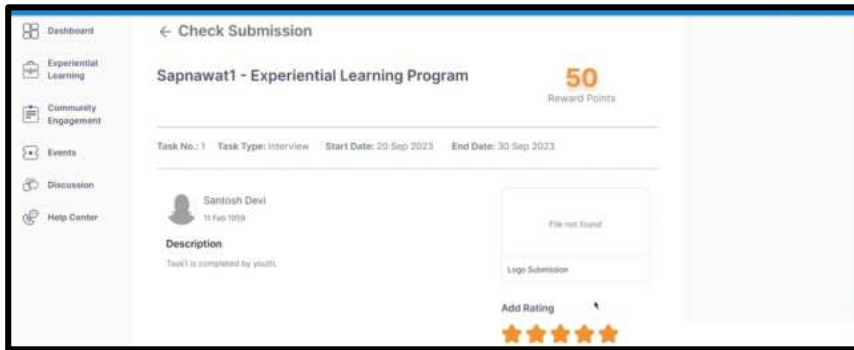 Dashboard
Experiential
Learning
Community
Engagement
Events
Discussion
Help Center
← Check Submission
Sapnawat1 - Experiential Learning Program
50
Reward Points
Task No.: 1 Task Type: Interview Start Date: 20 Sep 2023 End Date: 30 Sep 2023
Santosh Devi
11 Feb 1959
Description
Task1 is completed by youth.
File not found
Logo Submission
Add Rating